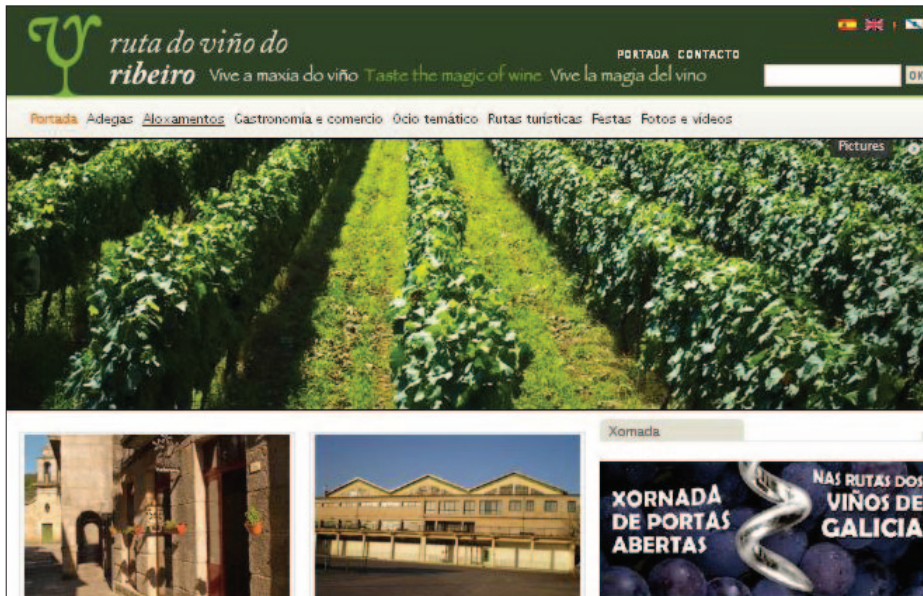 ruta do viño do
ribeiro
Vive a maxia do viño Taste the magic of wine Vive la magia del vino
PORTADA CONTACTO
OK
Portada Adegas Aloxamentos Gastronomía e comercio Ocio temático Rutas turísticas Festas Fotos e vídeos
Pictures
Xornada
XORNADA
DE PORTAS
ABERTAS
NAS RUTAS DOS
VIÑOS DE
GALICIA